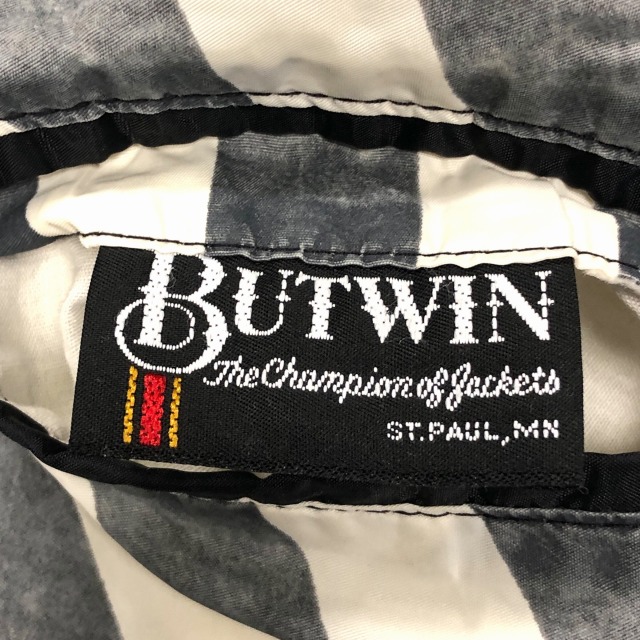 BUTWIN
The Champion of Jackets
ST. PAUL, MN